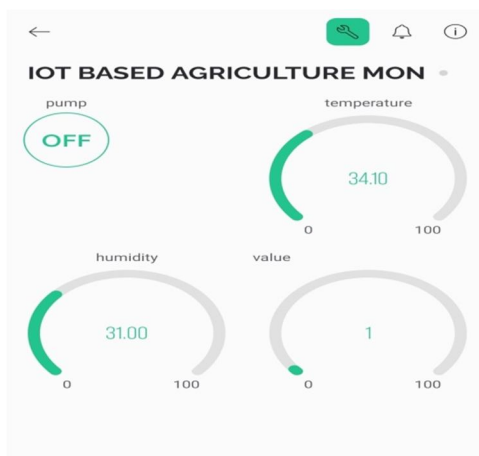 IOT BASED AGRICULTURE MON
pump
temperature
OFF
34.10
0
100
humidity
value
31.00
1
0
100
0
100